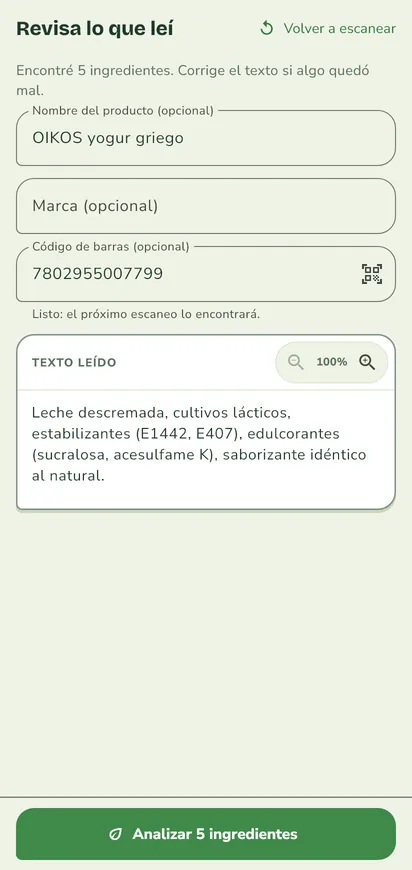 Revisa lo que leí
Volver a escanear
Encontré 5 ingredientes. Corrige el texto si algo quedó
mal.
Nombre del producto (opcional)
OIKOS yogur griego
Marca (opcional)
Código de barras (opcional)
7802955007799
Listo: el próximo escaneo lo encontrará.
TEXTO LEÍDO
100%
Leche descremada, cultivos lácticos,
estabilizantes (E1442, E407), edulcorantes
(sucralosa, acesulfame K), saborizante idéntico
al natural.
Analizar 5 ingredientes